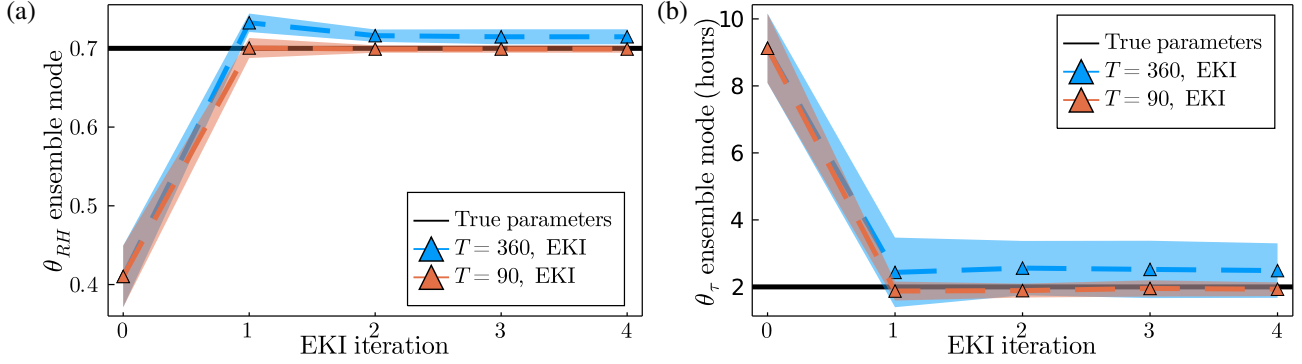 (a)
θ_RH ensemble mode
0.7
0.6
0.5
0.4
True parameters
T = 360, EKI
T = 90, EKI
0 1 2 3 4
EKI iteration
(b)
θ_τ ensemble mode (hours)
10
8
6
4
2
True parameters
T = 360, EKI
T = 90, EKI
0 1 2 3 4
EKI iteration